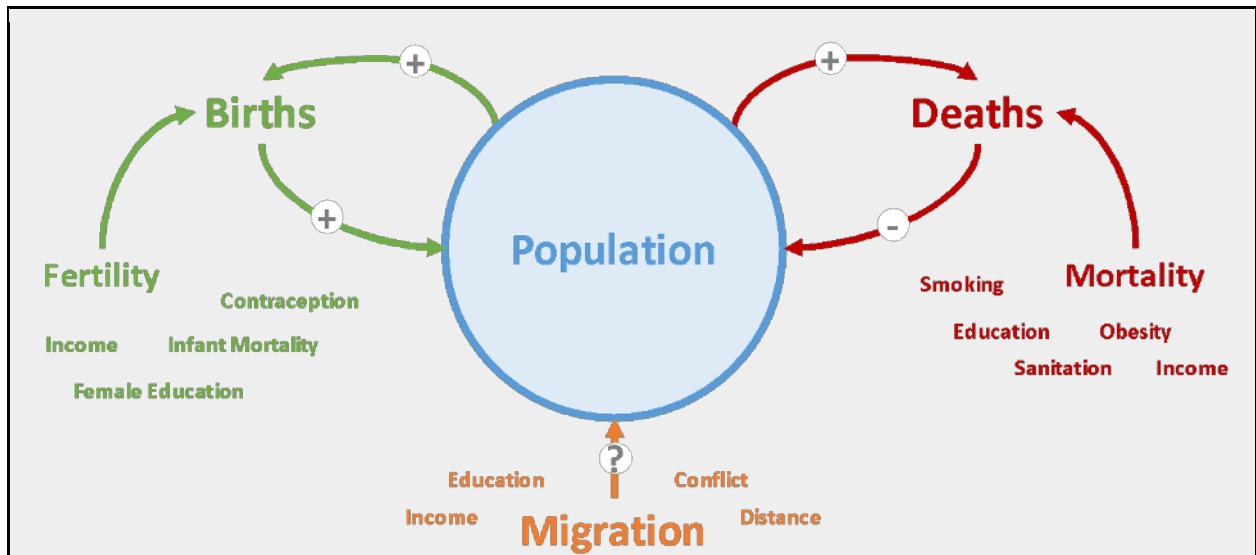 +
+
Births
Deaths
+
-
Population
Fertility
Contraception
Income
Infant Mortality
Female Education
Smoking
Mortality
Education
Obesity
Sanitation
Income
?
Education
Conflict
Income
Migration
Distance